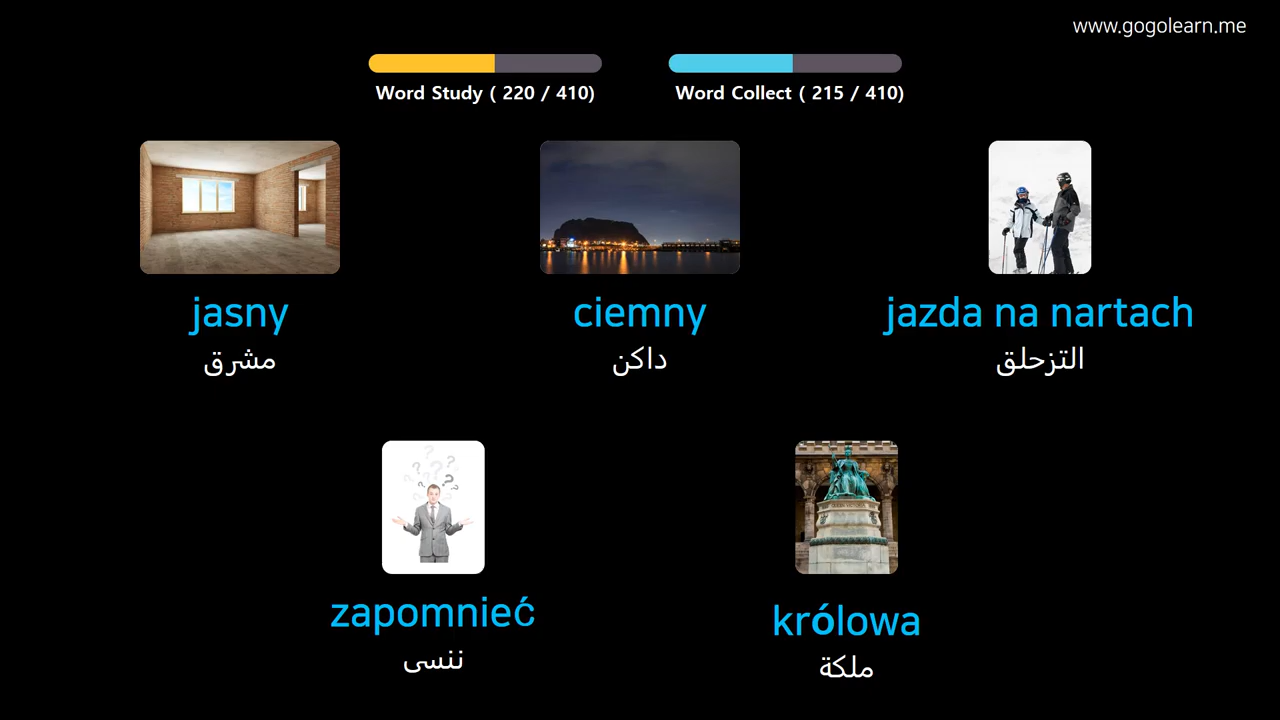 www.gogolearn.me
Word Study ( 220 / 410)
Word Collect ( 215 / 410)
jasny
مشرق
ciemny
داكن
jazda na nartach
التزحلق
zapomnieć
ننسى
królowa
ملكة